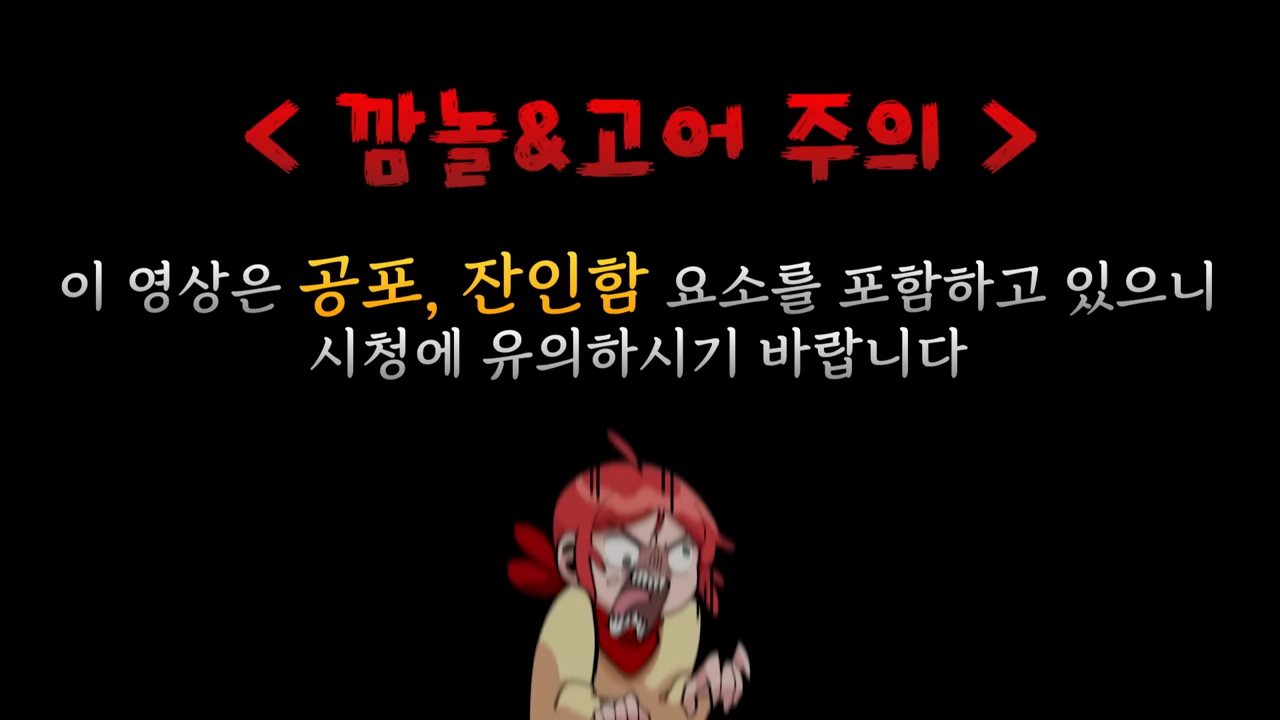 < 깜놀&고어 주의 >
이 영상은 공포, 잔인함 요소를 포함하고 있으니
시청에 유의하시기 바랍니다